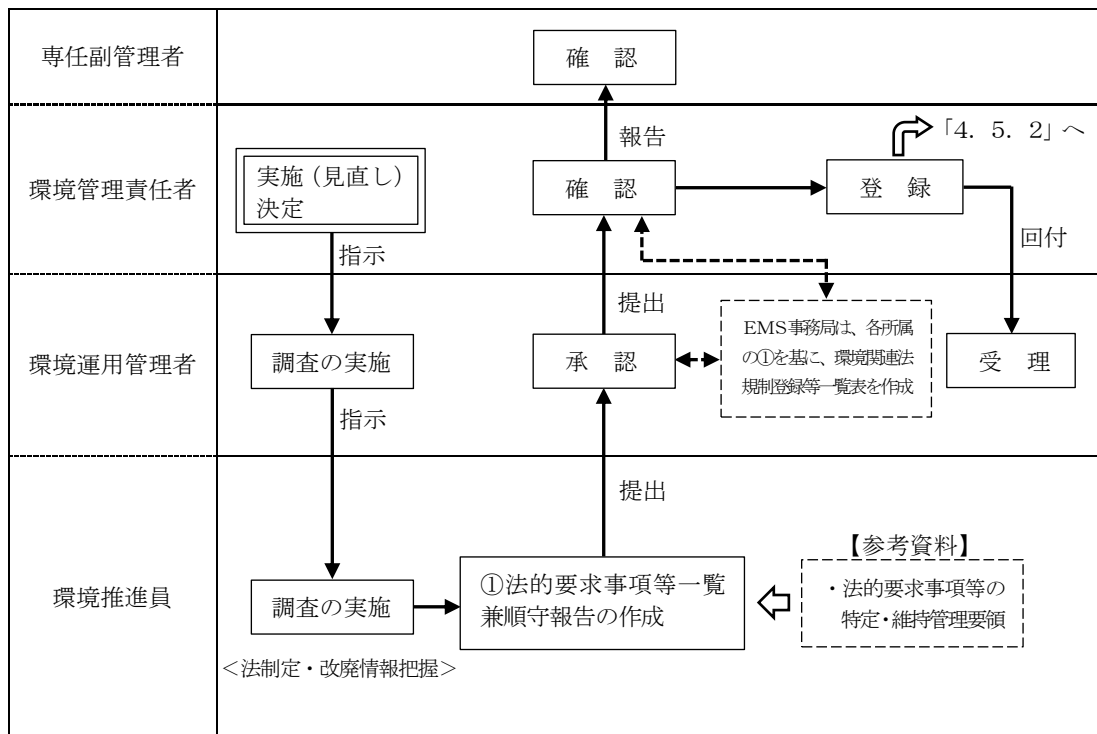 専任副管理者
確 認
報告
「4. 5. 2」へ
環境管理責任者
実施（見直し）
決定
確 認
登 録
指示
回付
提出
環境運用管理者
調査の実施
承 認
EMS事務局は、各所属
の①を基に、環境関連法
規制登録等一覧表を作成
受 理
指示
提出
【参考資料】
環境推進員
調査の実施
①法的要求事項等一覧
兼順守報告の作成
・法的要求事項等の
特定・維持管理要領
＜法制定・改廃情報把握＞